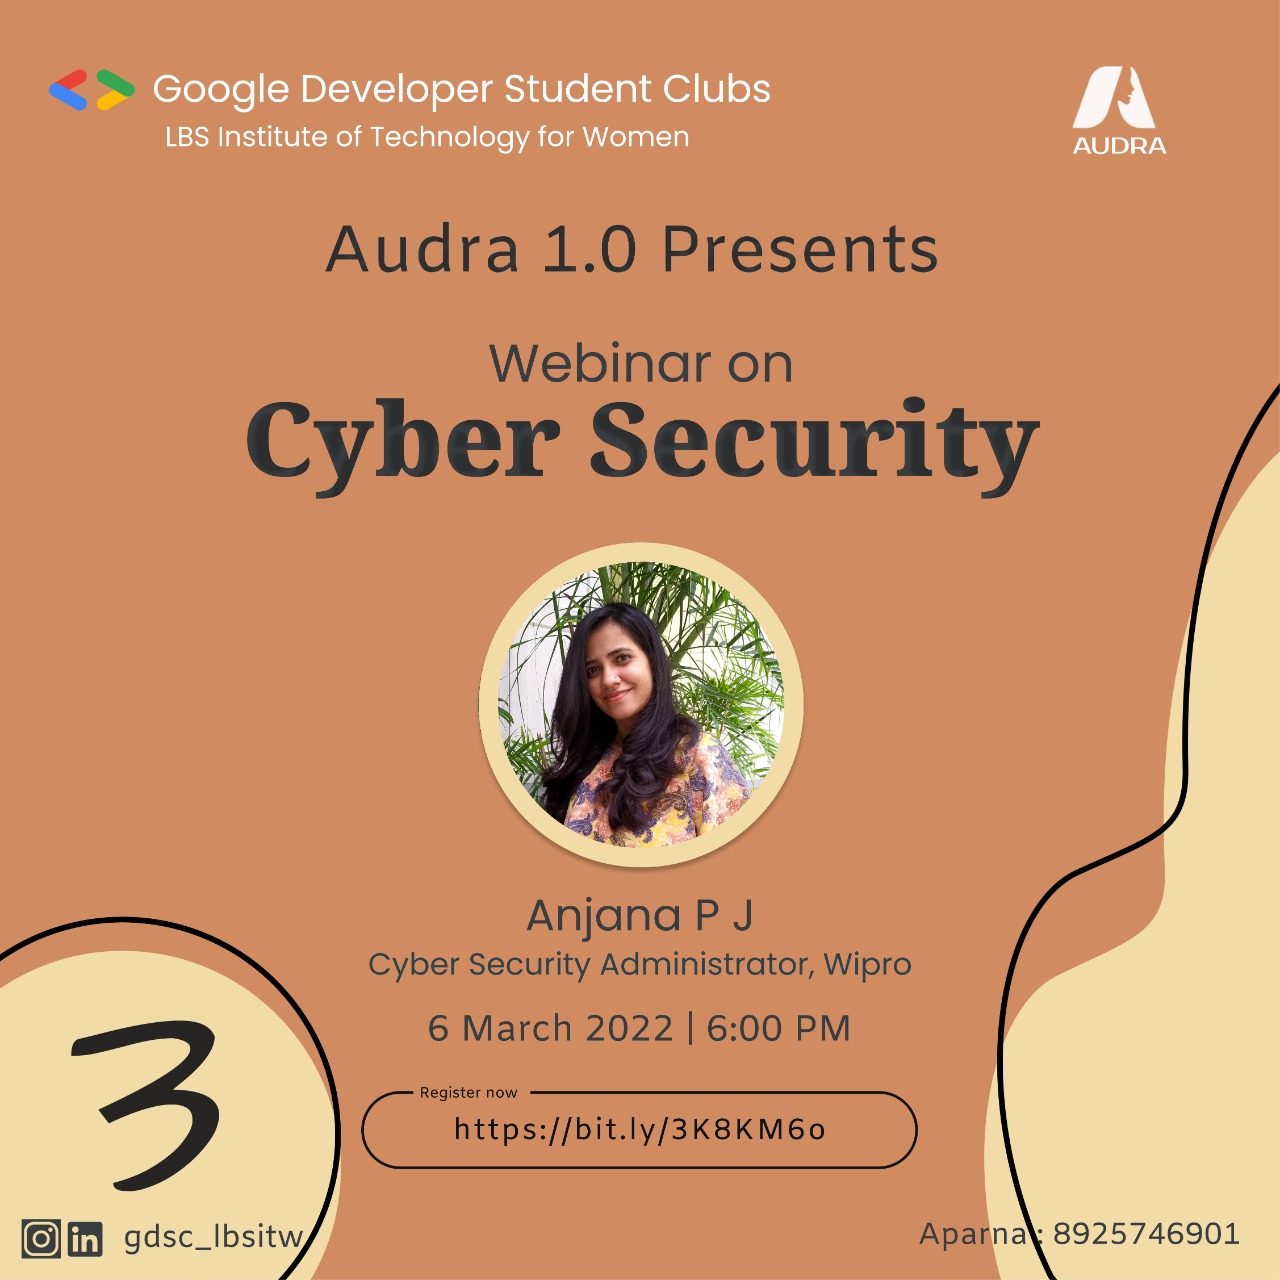 Google Developer Student Clubs
LBS Institute of Technology for Women
AUDRA
Audra 1.0 Presents
Webinar on
Cyber Security
Anjana P J
Cyber Security Administrator, Wipro
6 March 2022 | 6:00 PM
Register now
https://bit.ly/3K8KM6o
3
in gdsc_lbsitw
Aparna : 8925746901